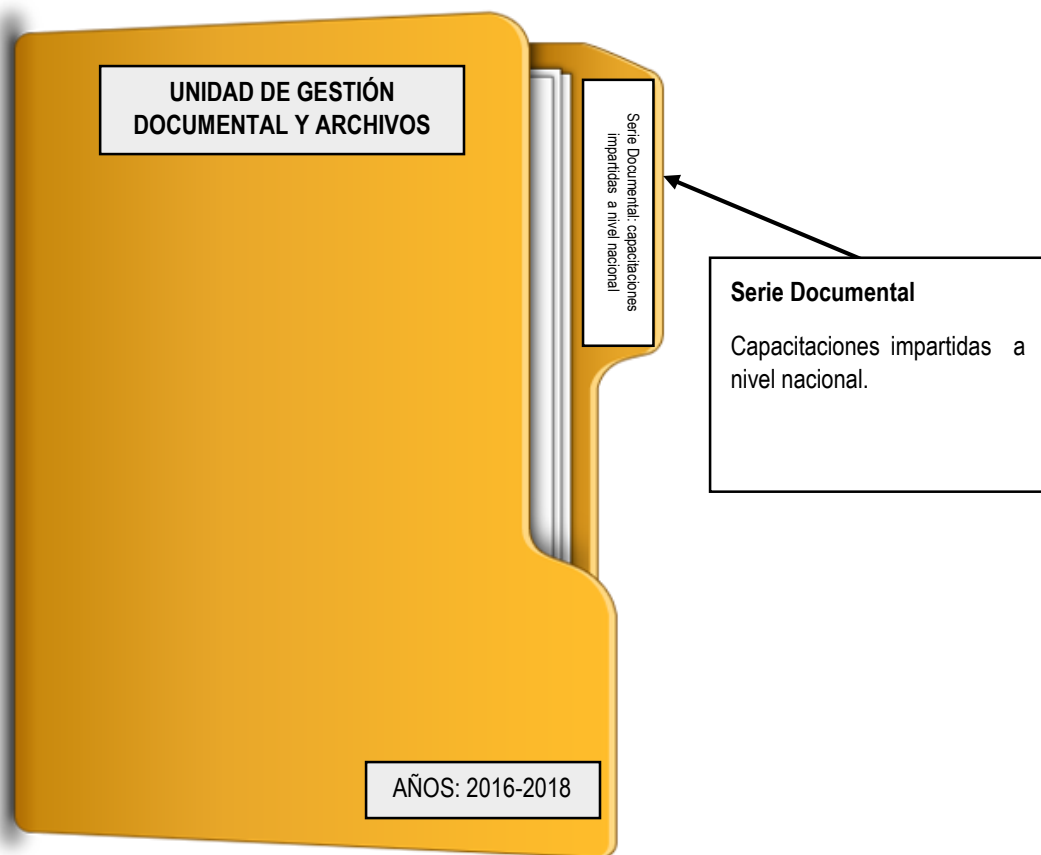 UNIDAD DE GESTIÓN
DOCUMENTAL Y ARCHIVOS
Serie Documental: capacitaciones
impartidas a nivel nacional
Serie Documental
Capacitaciones impartidas a
nivel nacional.
AÑOS: 2016-2018